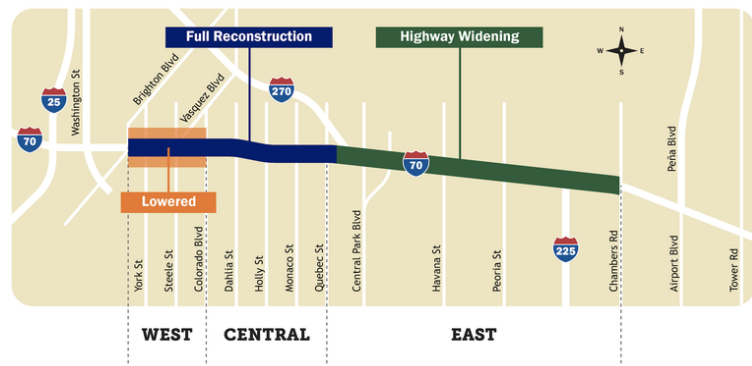 Full Reconstruction
Highway Widening
N
W
E
S
25
70
Washington St
Brighton Blvd
Vasquez Blvd
270
70
Peña Blvd
Lowered
225
York St
Steele St
Colorado Blvd
Dahlia St
Holly St
Monaco St
Quebec St
Central Park Blvd
Havana St
Peoria St
Chambers Rd
Airport Blvd
Tower Rd
WEST
CENTRAL
EAST